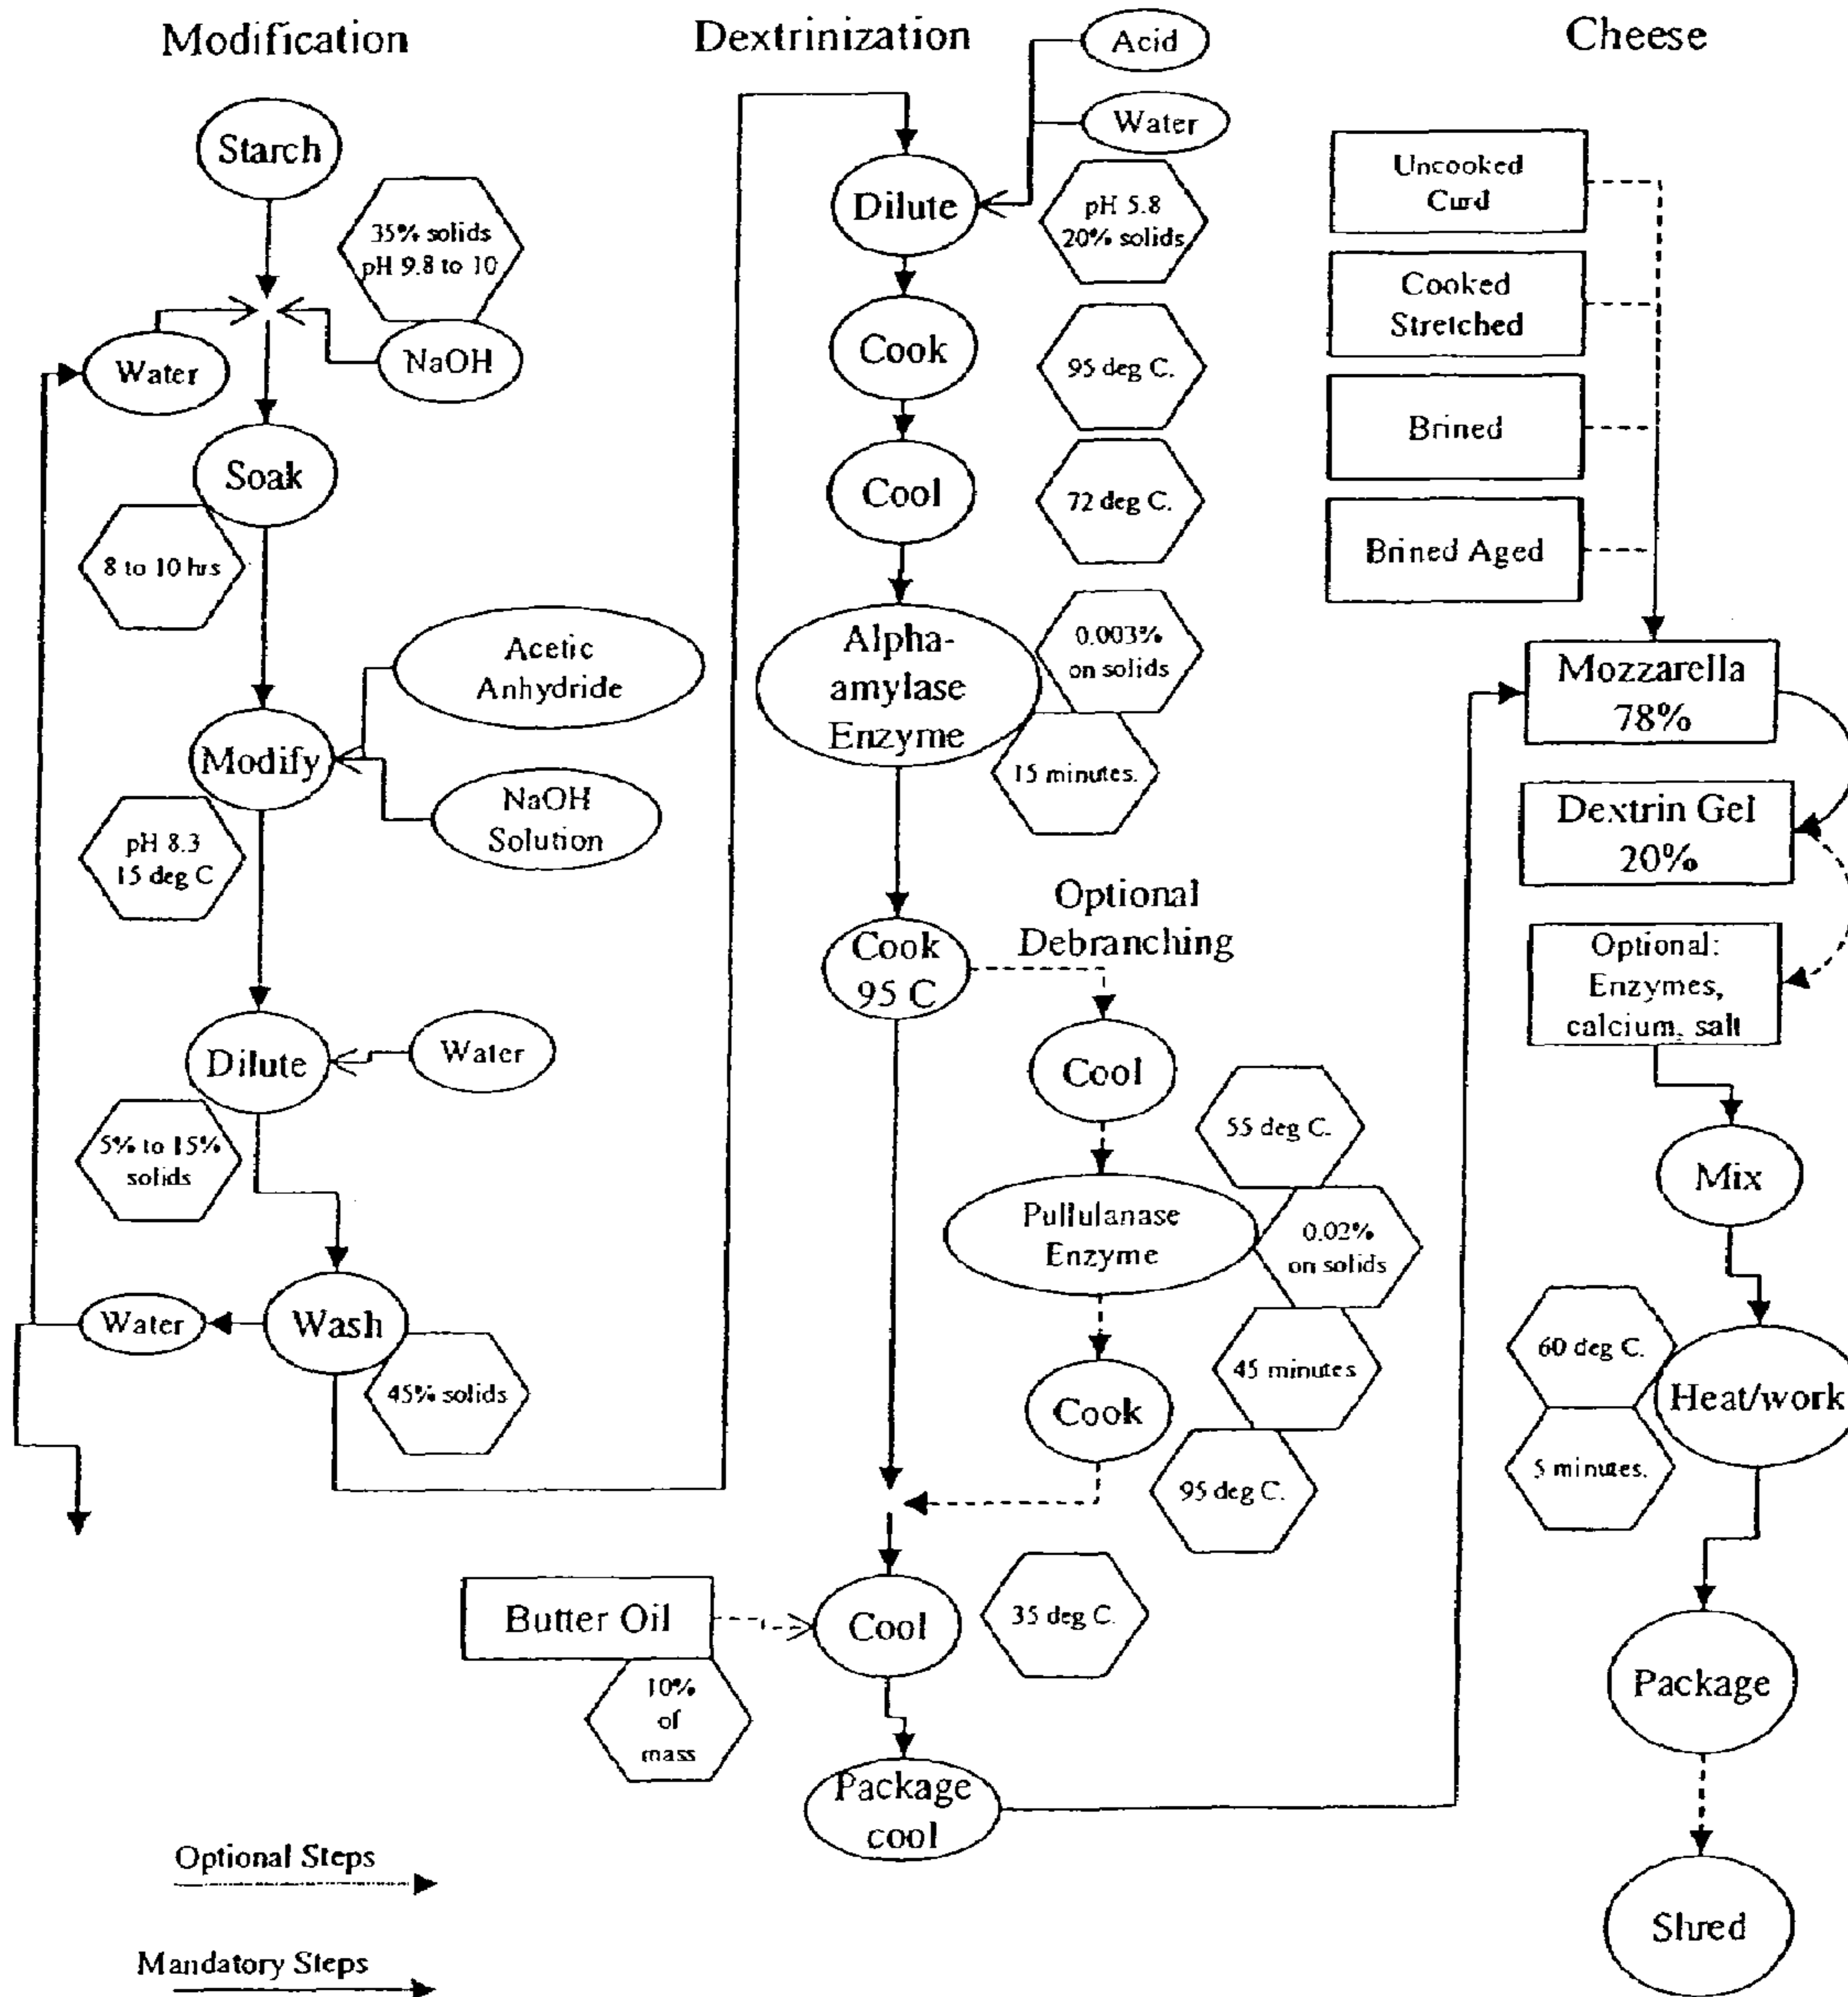 Modification
Starch
35% solids
pH 9.8 to 10
Water
NaOH
Soak
8 to 10 hrs
Acetic
Anhydride
Modify
NaOH
Solution
pH 8.3
15 deg C
Dilute
Water
5% to 15%
solids
Water
Wash
45% solids
Dextrinization
Acid
Water
Dilute
pH 5.8
20% solids
Cook
95 deg C.
Cool
72 deg C.
Alpha-
amylase
Enzyme
0.003%
on solids
15 minutes.
Cook
95 C
Optional
Debranching
Cool
55 deg C.
Pullulanase
Enzyme
0.02%
on solids
45 minutes
Cook
95 deg C.
Butter Oil
10%
of
mass
Cool
35 deg C.
Package
cool
Cheese
Uncooked
Curd
Cooked
Stretched
Brined
Brined Aged
Mozzarella
78%
Dextrin Gel
20%
Optional:
Enzymes,
calcium, salt
Mix
60 deg C.
Heat/work
5 minutes.
Package
Shred
Optional Steps
Mandatory Steps